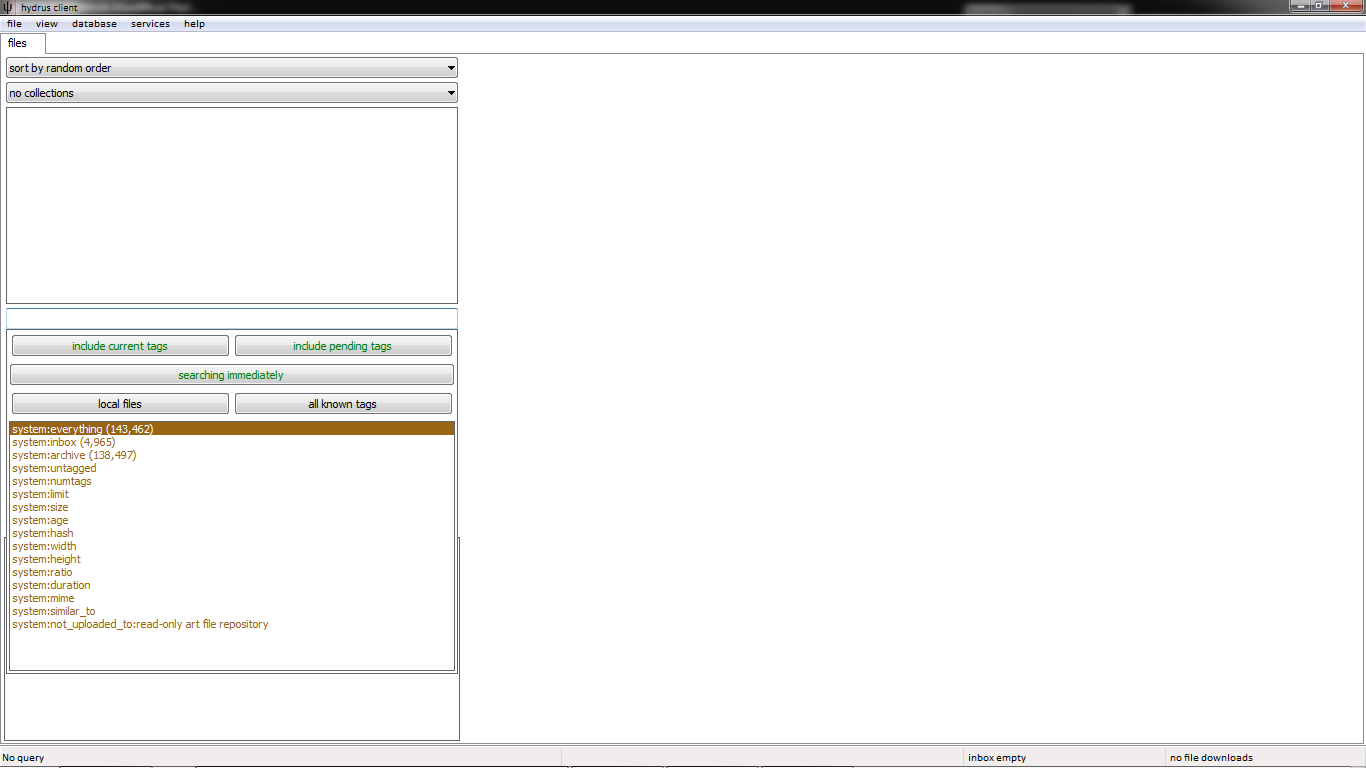 hydrus client
file view database services help
files
sort by random order
no collections
include current tags include pending tags
searching immediately
local files all known tags
system:everything (143,462)
system:inbox (4,965)
system:archive (138,497)
system:untagged
system:numtags
system:limit
system:size
system:age
system:hash
system:width
system:height
system:ratio
system:duration
system:mime
system:similar_to
system:not_uploaded_to:read-only art file repository
No query inbox empty no file downloads